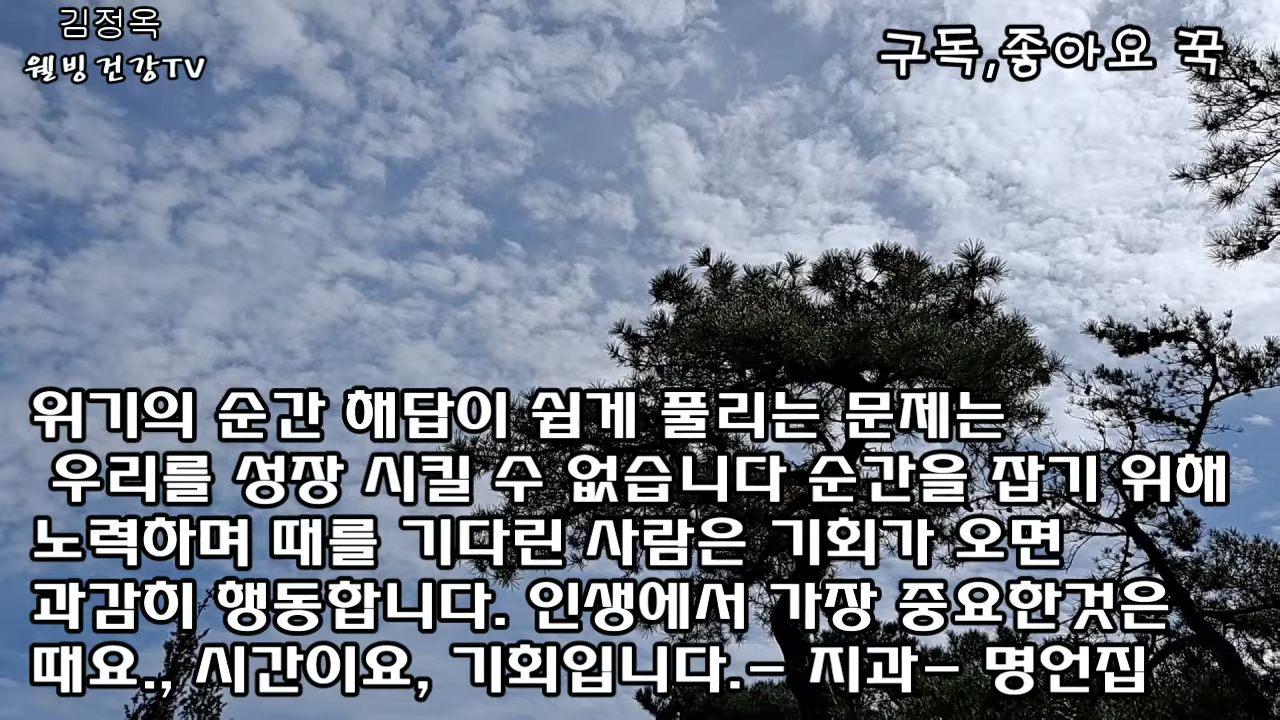 김정옥
웰빙건강TV
구독,좋아요 꾹
위기의 순간 해답이 쉽게 풀리는 문제는
우리를 성장 시킬 수 없습니다 순간을 잡기 위해
노력하며 때를 기다린 사람은 기회가 오면
과감히 행동합니다. 인생에서 가장 중요한것은
때요., 시간이요, 기회입니다.- 지과- 명언집